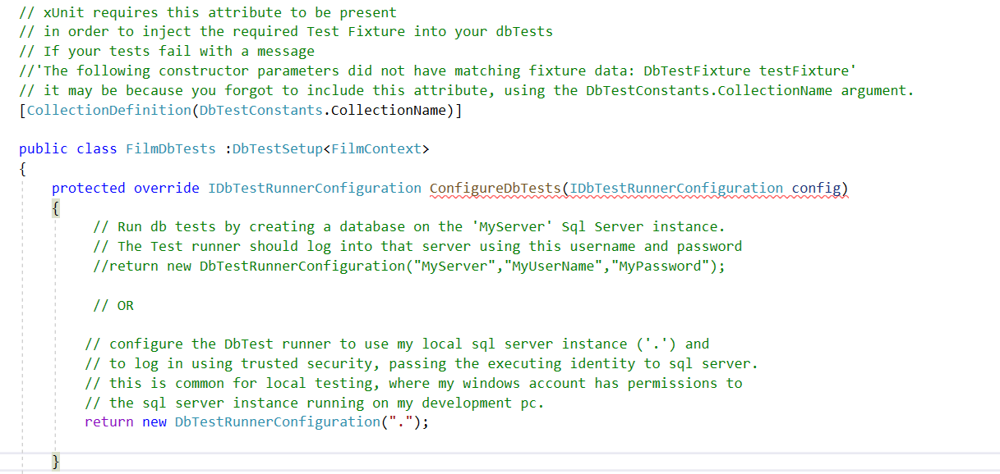 // xUnit requires this attribute to be present
// in order to inject the required Test Fixture into your dbTests
// If your tests fail with a message
//'The following constructor parameters did not have matching fixture data: DbTestFixture testFixture'
// it may be because you forgot to include this attribute, using the DbTestConstants.CollectionName argument.
[CollectionDefinition(DbTestConstants.CollectionName)]
public class FilmDbTests :DbTestSetup<FilmContext>
{
protected override IDbTestRunnerConfiguration ConfigureDbTests(IDbTestRunnerConfiguration config)
{
// Run db tests by creating a database on the 'MyServer' Sql Server instance.
// The Test runner should log into that server using this username and password
//return new DbTestRunnerConfiguration("MyServer","MyUserName","MyPassword");
// OR
// configure the DbTest runner to use my local sql server instance ('.') and
// to log in using trusted security, passing the executing identity to sql server.
// this is common for local testing, where my windows account has permissions to
// the sql server instance running on my development pc.
return new DbTestRunnerConfiguration(".");
}